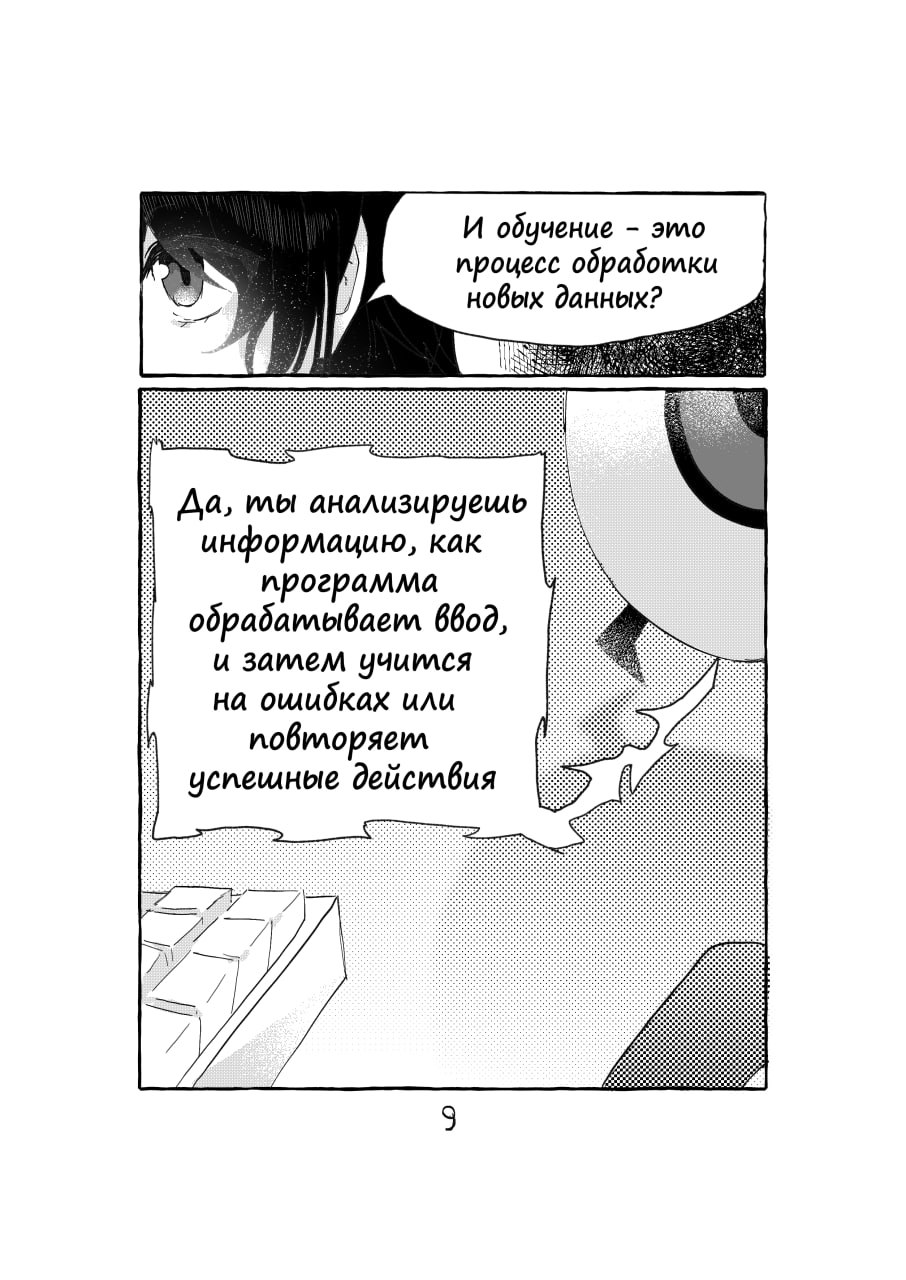 И обучение - это
процесс обработки
новых данных?
Да, ты анализируешь
информацию, как
программа
обрабатывает ввод,
и затем учится
на ошибках или
повторяет
успешные действия
9